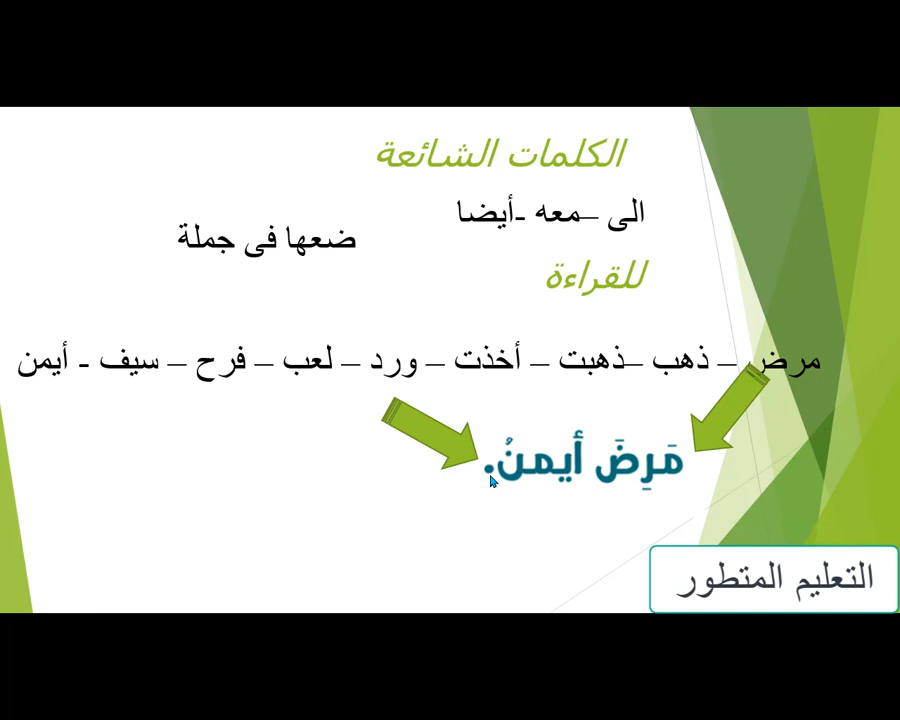 الكلمات الشائعة
الى –معه -أيضا
ضعها فى جملة
للقراءة
مرض – ذهب –ذهبت – أخذت – ورد – لعب – فرح – سيف - أيمن
مَرِضَ أيمنُ.
التعليم المتطور